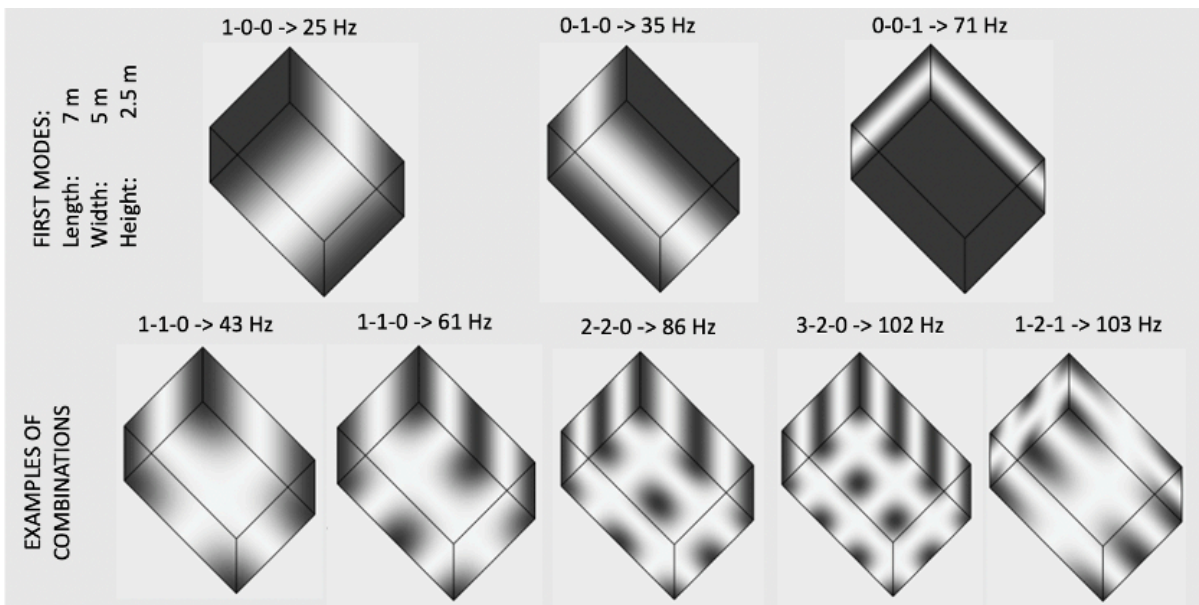 1-0-0 -> 25 Hz
0-1-0 -> 35 Hz
0-0-1 -> 71 Hz
FIRST MODES:
Length: 7 m
Width: 5 m
Height: 2.5 m
1-1-0 -> 43 Hz
1-1-0 -> 61 Hz
2-2-0 -> 86 Hz
3-2-0 -> 102 Hz
1-2-1 -> 103 Hz
EXAMPLES OF
COMBINATIONS